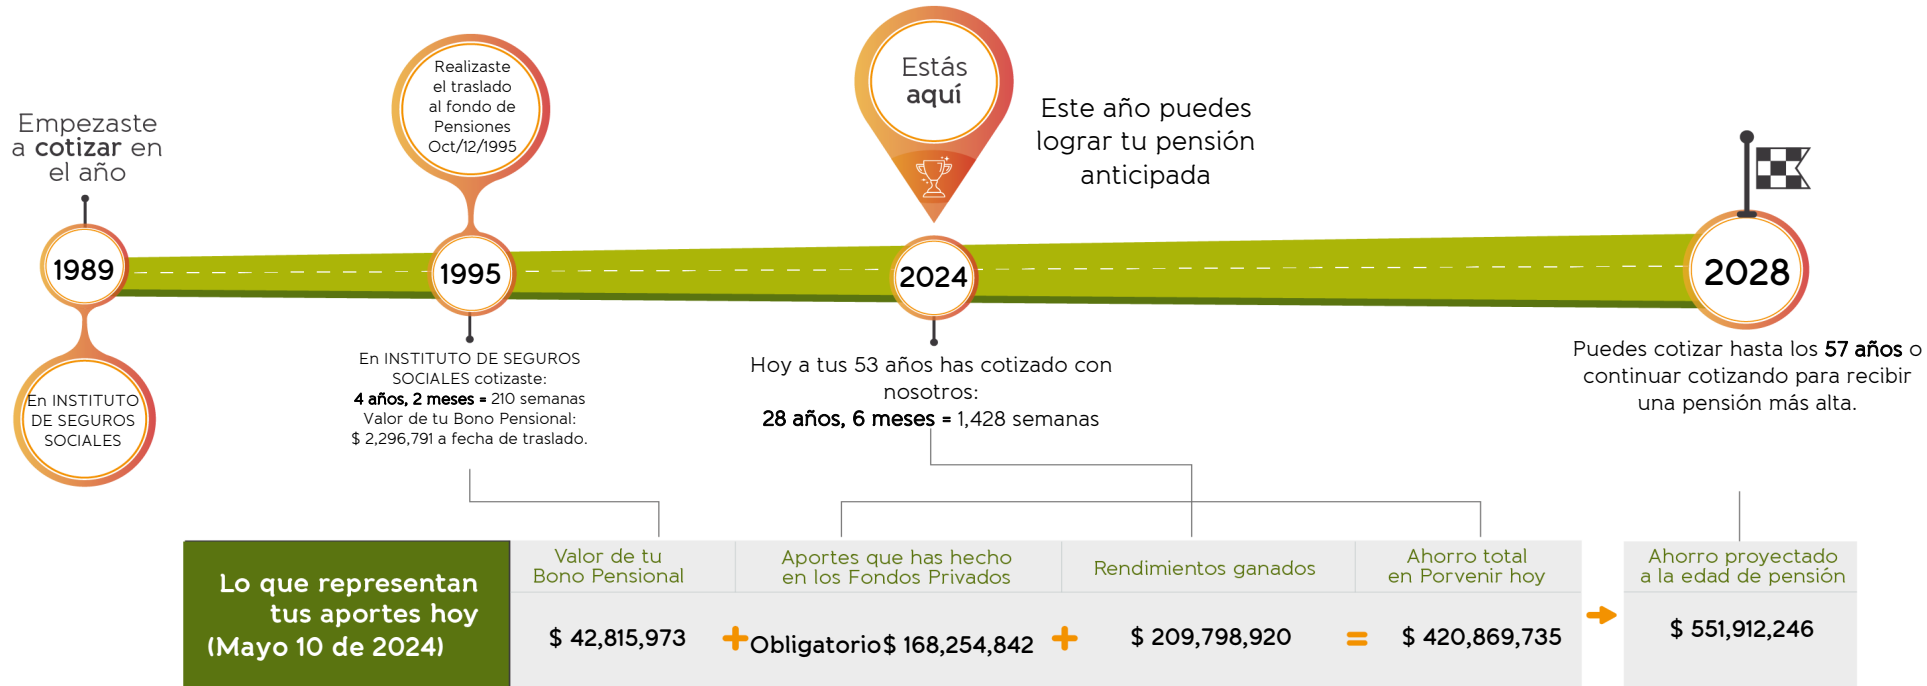 Empezaste
a cotizar en
el año
1989
En INSTITUTO
DE SEGUROS
SOCIALES
Realizaste
el traslado
al fondo de
Pensiones
Oct/12/1995
1995
En INSTITUTO DE SEGUROS
SOCIALES cotizaste:
4 años, 2 meses = 210 semanas
Valor de tu Bono Pensional:
$ 2,296,791 a fecha de traslado.
Estás
aquí
Este año puedes
lograr tu pensión
anticipada
2024
Hoy a tus 53 años has cotizado con
nosotros:
28 años, 6 meses = 1,428 semanas
2028
Puedes cotizar hasta los 57 años o
continuar cotizando para recibir
una pensión más alta.
Lo que representan
tus aportes hoy
(Mayo 10 de 2024)
Valor de tu
Bono Pensional
$ 42,815,973
+
Aportes que has hecho
en los Fondos Privados
Obligatorio $ 168,254,842
+
Rendimientos ganados
$ 209,798,920
=
Ahorro total
en Porvenir hoy
$ 420,869,735
Ahorro proyectado
a la edad de pensión
$ 551,912,246